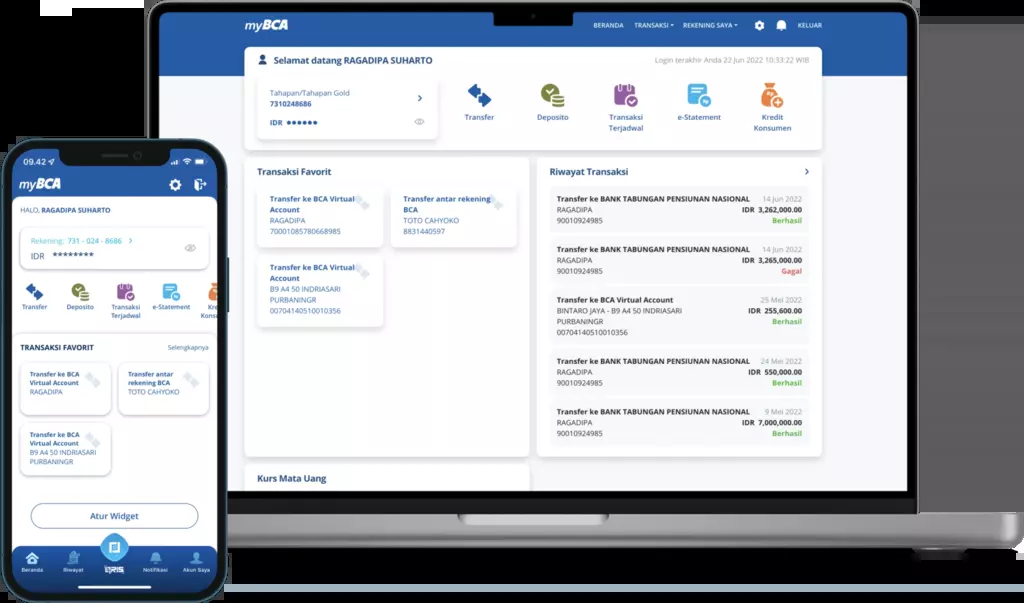 myBCA
BERANDA TRANSAKSI REKENING SAYA KELUAR
Selamat datang RAGADIPA SUHARTO
Login terakhir Anda 22 Jun 2022 10:33:22 WIB
Tahapan/Tahapan Gold
7310248686
IDR ••••••
Transfer
Deposito
Transaksi
Terjadwal
e-Statement
Kredit
Konsumen
Transaksi Favorit
Transfer ke BCA Virtual
Account
RAGADIPA
70001085780668985
Transfer antar rekening
BCA
TOTO CAHYOKO
8831440597
Transfer ke BCA Virtual
Account
B9 A4 50 INDRIASARI
PURBANINGR
00704140510010356
Riwayat Transaksi
Transfer ke BANK TABUNGAN PENSIUNAN NASIONAL 14 Jun 2022
RAGADIPA IDR 3,262,000.00
90010924985 Berhasil
Transfer ke BANK TABUNGAN PENSIUNAN NASIONAL 14 Jun 2022
RAGADIPA IDR 3,265,000.00
90010924985 Gagal
Transfer ke BCA Virtual Account 25 Mei 2022
BINTARO JAYA - B9 A4 50 INDRIASARI IDR 255,600.00
PURBANINGR Berhasil
00704140510010356
Transfer ke BANK TABUNGAN PENSIUNAN NASIONAL 24 Mei 2022
RAGADIPA IDR 550,000.00
90010924985 Berhasil
Transfer ke BANK TABUNGAN PENSIUNAN NASIONAL 9 Mei 2022
RAGADIPA IDR 7,000,000.00
90010924985 Berhasil
Kurs Mata Uang
09.42
myBCA
HALO, RAGADIPA SUHARTO
Rekening: 731 - 024 - 8686
IDR ********
Transfer
Deposito
Transaksi
Terjadwal
e-Statement
Kre
Kons
TRANSAKSI FAVORIT Selengkapnya
Transfer ke BCA
Virtual Account
RAGADIPA
Transfer antar
rekening BCA
TOTO CAHYOKO
Transfer ke BCA
Virtual Account
B9 A4 50 INDRIASARI
PURBANINGR
Atur Widget
Beranda Riwayat QRIS Notifikasi Akun Saya